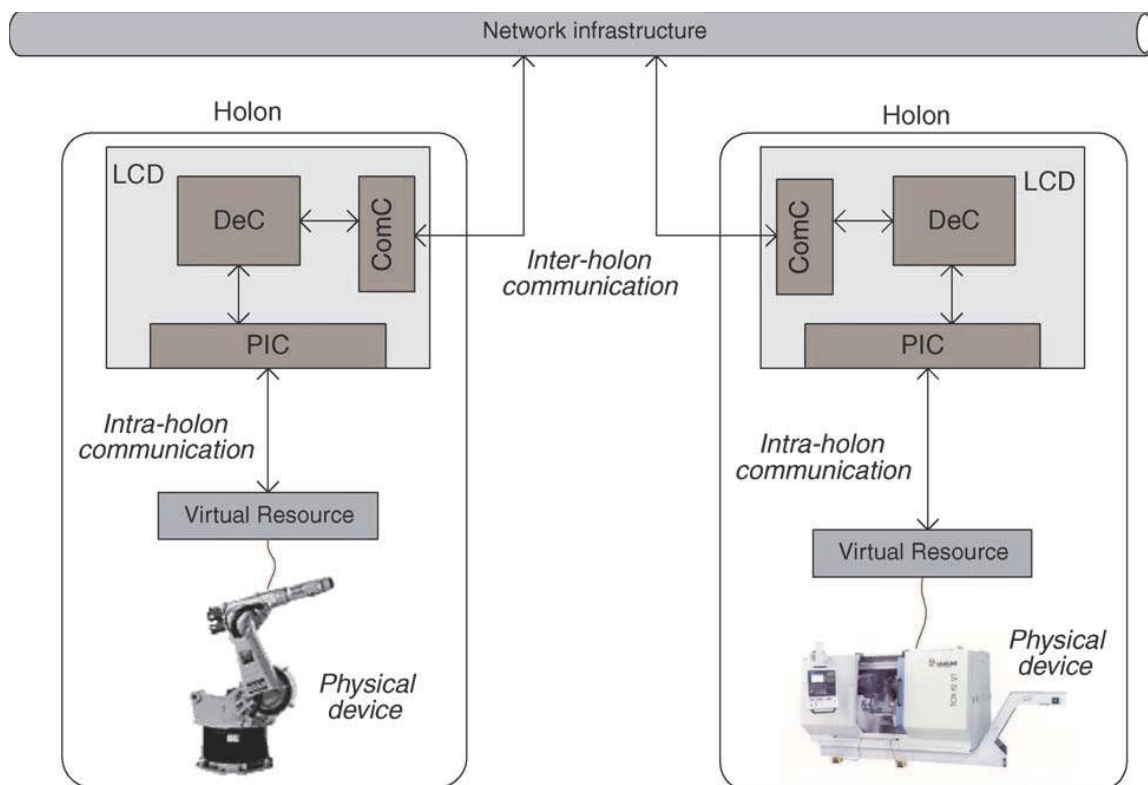 Network infrastructure
Holon
LCD
DeC
ComC
PIC
Intra-holon
communication
Virtual Resource
Physical
device
Inter-holon
communication
Holon
LCD
ComC
DeC
PIC
Intra-holon
communication
Virtual Resource
Physical
device